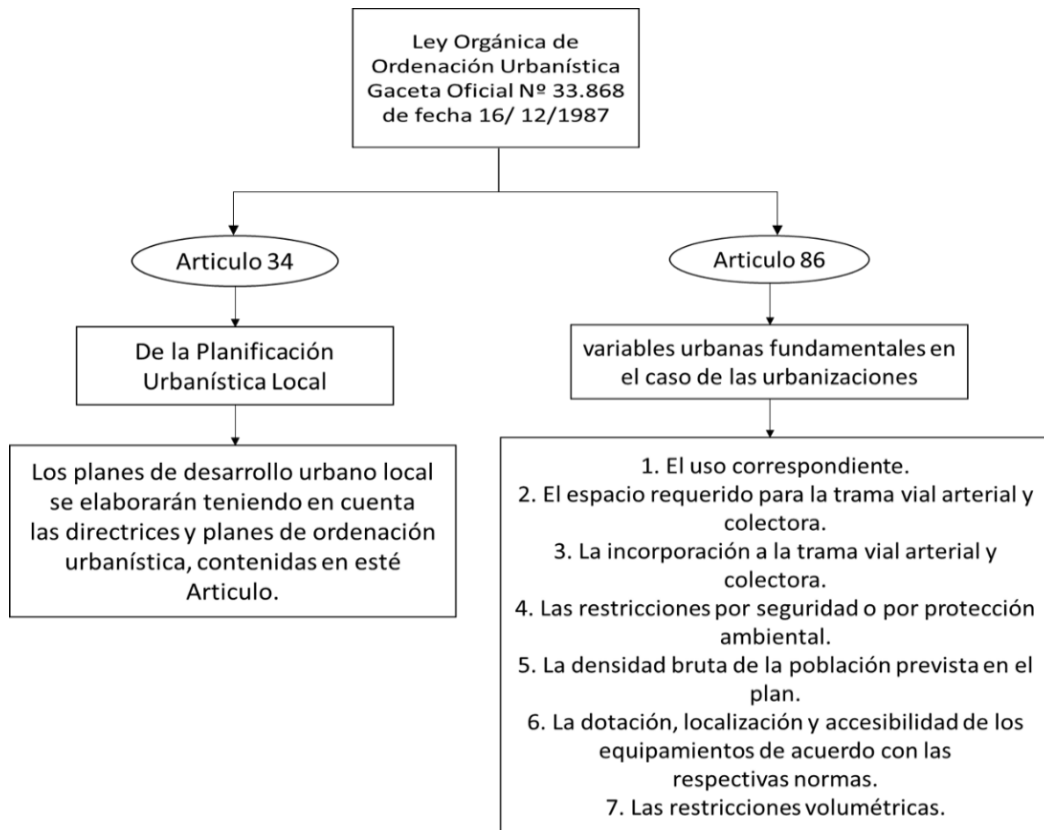 Ley Orgánica de
Ordenación Urbanística
Gaceta Oficial Nº 33.868
de fecha 16/ 12/1987
Articulo 34
Articulo 86
De la Planificación
Urbanística Local
variables urbanas fundamentales en
el caso de las urbanizaciones
Los planes de desarrollo urbano local
se elaborarán teniendo en cuenta
las directrices y planes de ordenación
urbanística, contenidas en esté
Articulo.
1. El uso correspondiente.
2. El espacio requerido para la trama vial arterial y
colectora.
3. La incorporación a la trama vial arterial y
colectora.
4. Las restricciones por seguridad o por protección
ambiental.
5. La densidad bruta de la población prevista en el
plan.
6. La dotación, localización y accesibilidad de los
equipamientos de acuerdo con las
respectivas normas.
7. Las restricciones volumétricas.